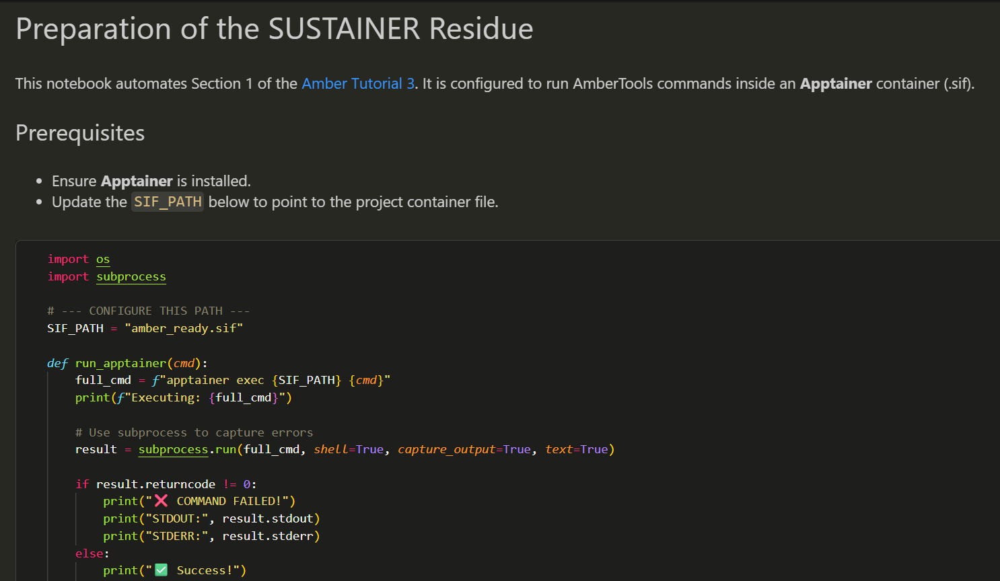 Preparation of the SUSTAINER Residue
This notebook automates Section 1 of the Amber Tutorial 3. It is configured to run AmberTools commands inside an Apptainer container (.sif).
Prerequisites
• Ensure Apptainer is installed.
• Update the SIF_PATH below to point to the project container file.
import os
import subprocess
# --- CONFIGURE THIS PATH ---
SIF_PATH = "amber_ready.sif"
def run_apptainer(cmd):
    full_cmd = f"apptainer exec {SIF_PATH} {cmd}"
    print(f"Executing: {full_cmd}")
    # Use subprocess to capture errors
    result = subprocess.run(full_cmd, shell=True, capture_output=True, text=True)
    if result.returncode != 0:
        print("❌ COMMAND FAILED!")
        print("STDOUT:", result.stdout)
        print("STDERR:", result.stderr)
    else:
        print("✅ Success!")